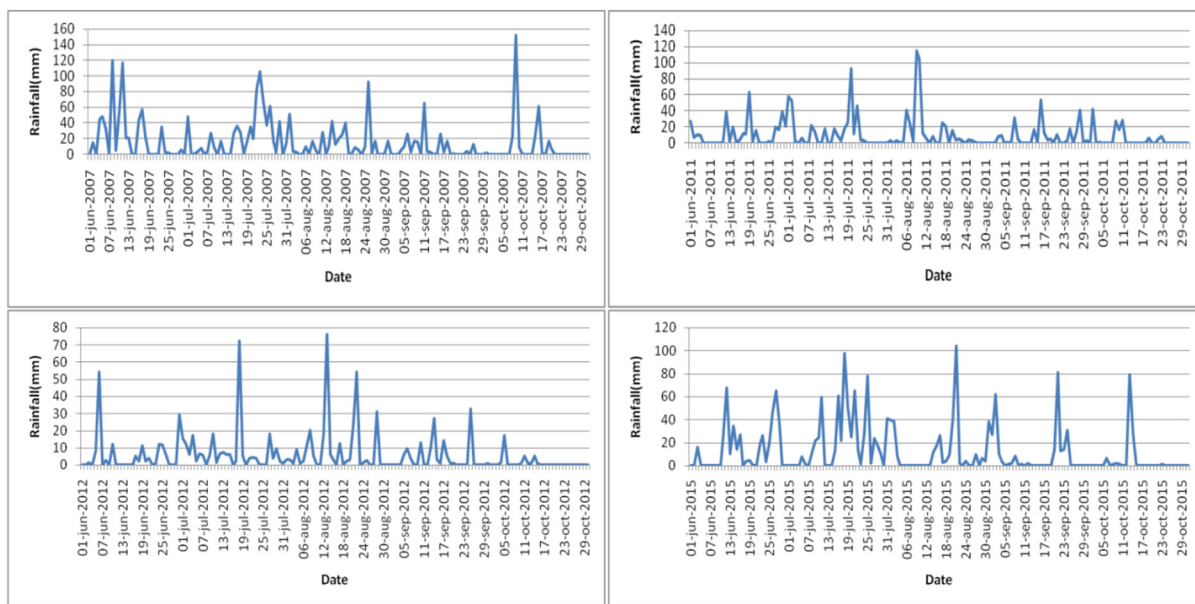 160
140
120
100
80
60
40
20
0
Rainfall(mm)
01-jun-2007
07-jun-2007
13-jun-2007
19-jun-2007
25-jun-2007
01-jul-2007
07-jul-2007
13-jul-2007
19-jul-2007
25-jul-2007
31-jul-2007
06-aug-2007
12-aug-2007
18-aug-2007
24-aug-2007
30-aug-2007
05-sep-2007
11-sep-2007
17-sep-2007
23-sep-2007
29-sep-2007
05-oct-2007
11-oct-2007
17-oct-2007
23-oct-2007
29-oct-2007
Date
140
120
100
80
60
40
20
0
Rainfall(mm)
01-jun-2011
07-jun-2011
13-jun-2011
19-jun-2011
25-jun-2011
01-jul-2011
07-jul-2011
13-jul-2011
19-jul-2011
25-jul-2011
31-jul-2011
06-aug-2011
12-aug-2011
18-aug-2011
24-aug-2011
30-aug-2011
05-sep-2011
11-sep-2011
17-sep-2011
23-sep-2011
29-sep-2011
05-oct-2011
11-oct-2011
17-oct-2011
23-oct-2011
29-oct-2011
Date
80
70
60
50
40
30
20
10
0
Rainfall(mm)
01-jun-2012
07-jun-2012
13-jun-2012
19-jun-2012
25-jun-2012
01-jul-2012
07-jul-2012
13-jul-2012
19-jul-2012
25-jul-2012
31-jul-2012
06-aug-2012
12-aug-2012
18-aug-2012
24-aug-2012
30-aug-2012
05-sep-2012
11-sep-2012
17-sep-2012
23-sep-2012
29-sep-2012
05-oct-2012
11-oct-2012
17-oct-2012
23-oct-2012
29-oct-2012
Date
120
100
80
60
40
20
0
Rainfall(mm)
01-jun-2015
07-jun-2015
13-jun-2015
19-jun-2015
25-jun-2015
01-jul-2015
07-jul-2015
13-jul-2015
19-jul-2015
25-jul-2015
31-jul-2015
06-aug-2015
12-aug-2015
18-aug-2015
24-aug-2015
30-aug-2015
05-sep-2015
11-sep-2015
17-sep-2015
23-sep-2015
29-sep-2015
05-oct-2015
11-oct-2015
17-oct-2015
23-oct-2015
29-oct-2015
Date